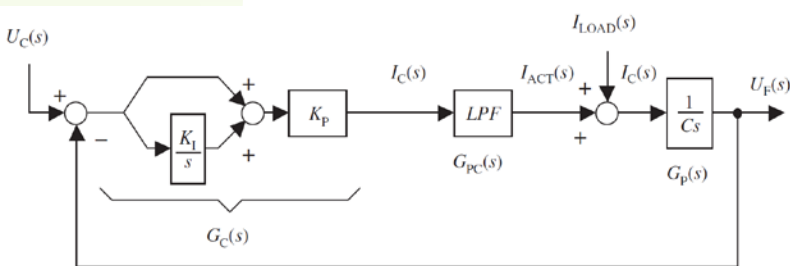 I_LOAD(s)
U_C(s)
I_C(s)
I_ACT(s)
I_C(s)
U_F(s)
+
−
K_I
s
+
+
K_P
LPF
+
+
1
Cs
G_PC(s)
G_P(s)
G_C(s)